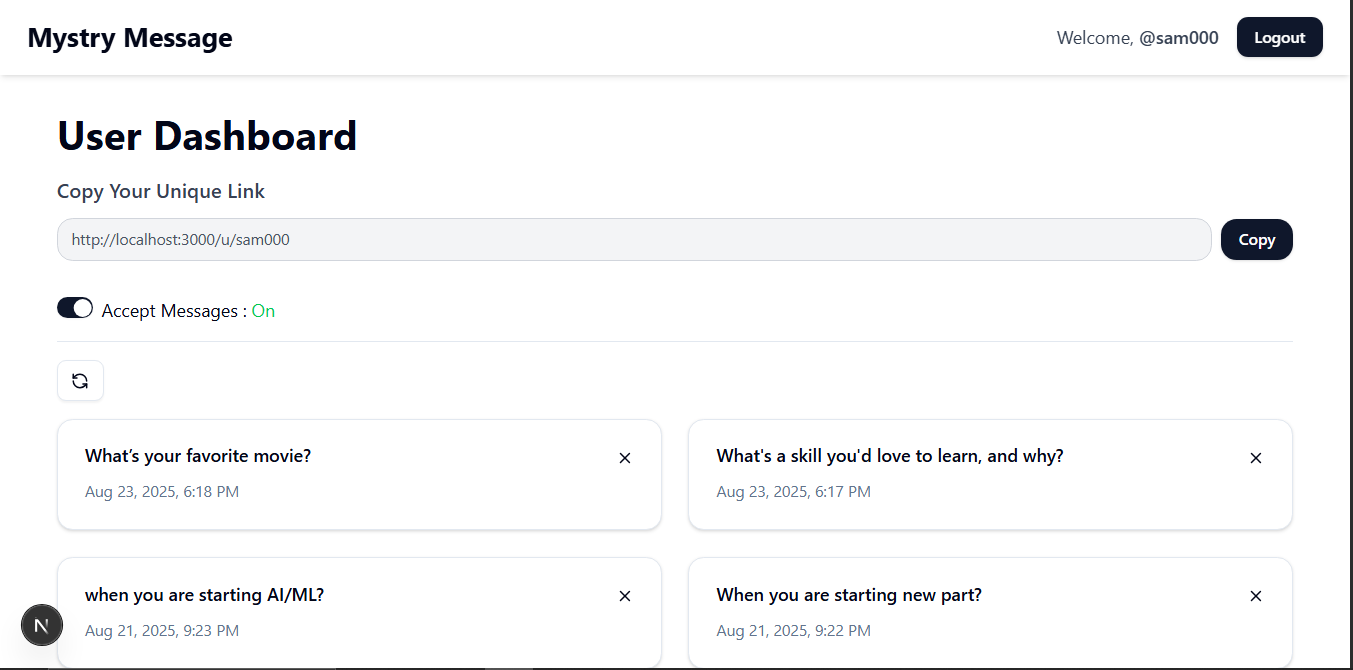 Mystry Message
Welcome, @sam000
Logout
User Dashboard
Copy Your Unique Link
http://localhost:3000/u/sam000
Copy
Accept Messages : On
What’s your favorite movie?
Aug 23, 2025, 6:18 PM
What's a skill you'd love to learn, and why?
Aug 23, 2025, 6:17 PM
when you are starting AI/ML?
Aug 21, 2025, 9:23 PM
When you are starting new part?
Aug 21, 2025, 9:22 PM
N